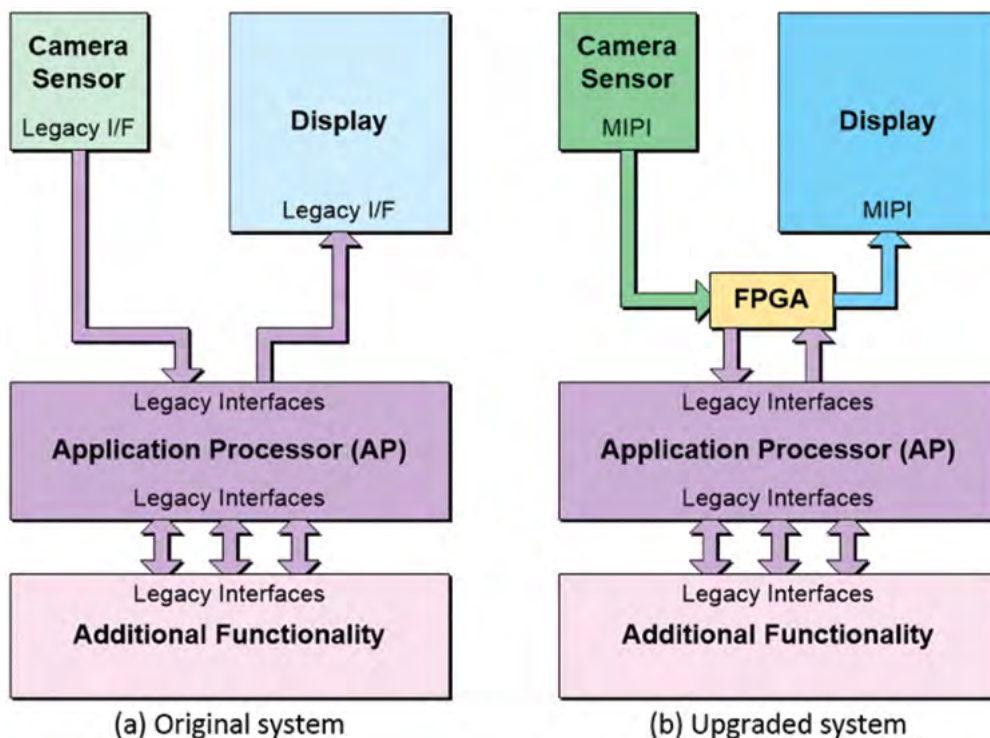 Camera
Sensor
Legacy I/F
Display
Legacy I/F
Legacy Interfaces
Application Processor (AP)
Legacy Interfaces
Legacy Interfaces
Additional Functionality
(a) Original system
Camera
Sensor
MIPI
Display
MIPI
FPGA
Legacy Interfaces
Application Processor (AP)
Legacy Interfaces
Legacy Interfaces
Additional Functionality
(b) Upgraded system